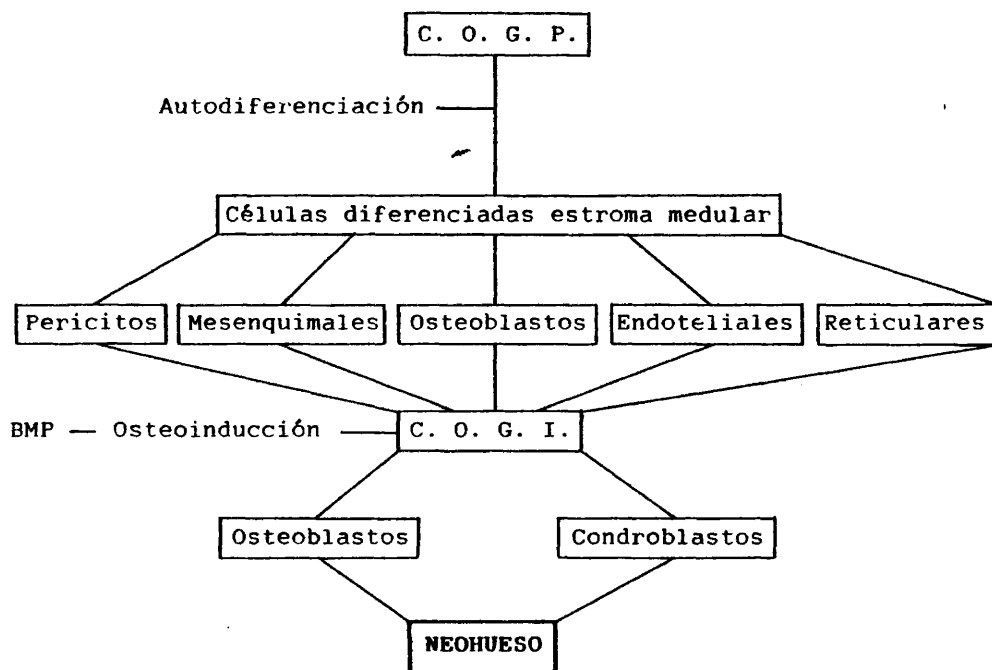 C. O. G. P.
Autodiferenciación
Células diferenciadas estroma medular
Pericitos Mesenquimales Osteoblastos Endoteliales Reticulares
BMP — Osteoinducción
C. O. G. I.
Osteoblastos Condroblastos
NEOHUESO